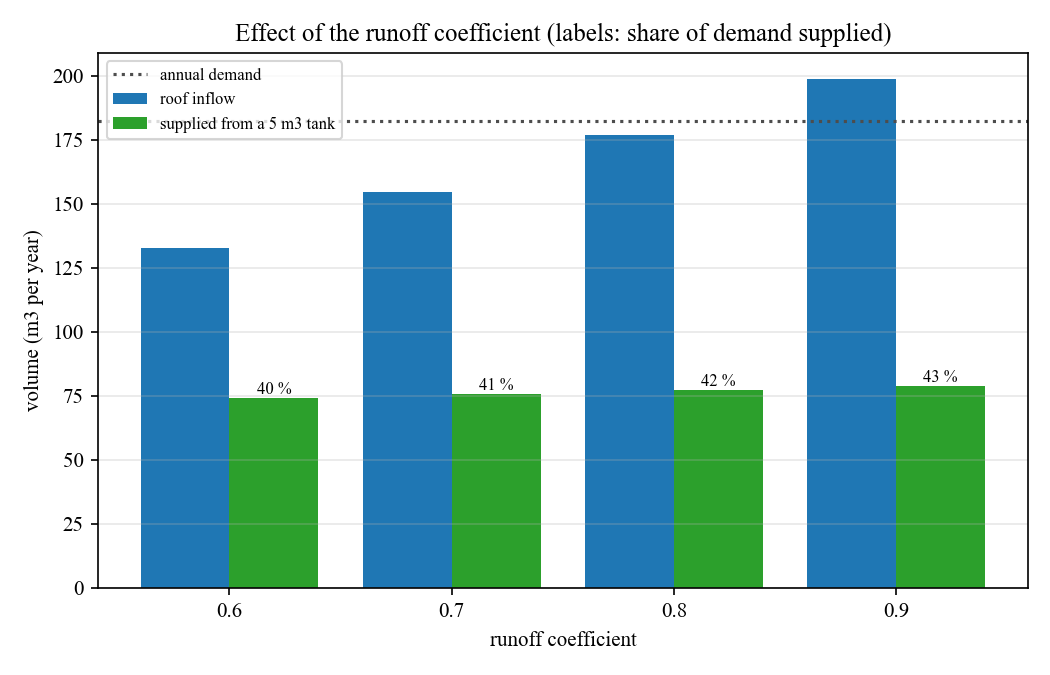 Effect of the runoff coefficient (labels: share of demand supplied)
annual demand
roof inflow
supplied from a 5 m3 tank
volume (m3 per year)
200
175
150
125
100
75
50
25
0
40 %
41 %
42 %
43 %
0.6
0.7
0.8
0.9
runoff coefficient